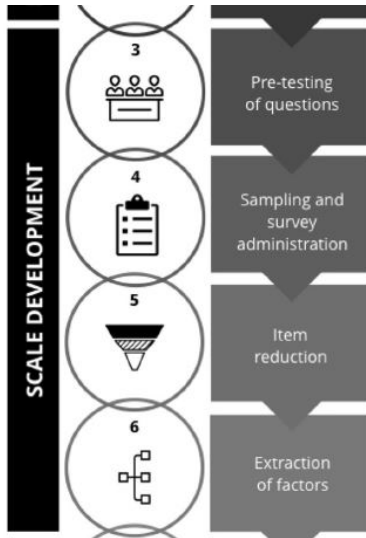 SCALE DEVELOPMENT
3
Pre-testing
of questions
4
Sampling and
survey
administration
5
Item
reduction
6
Extraction
of factors